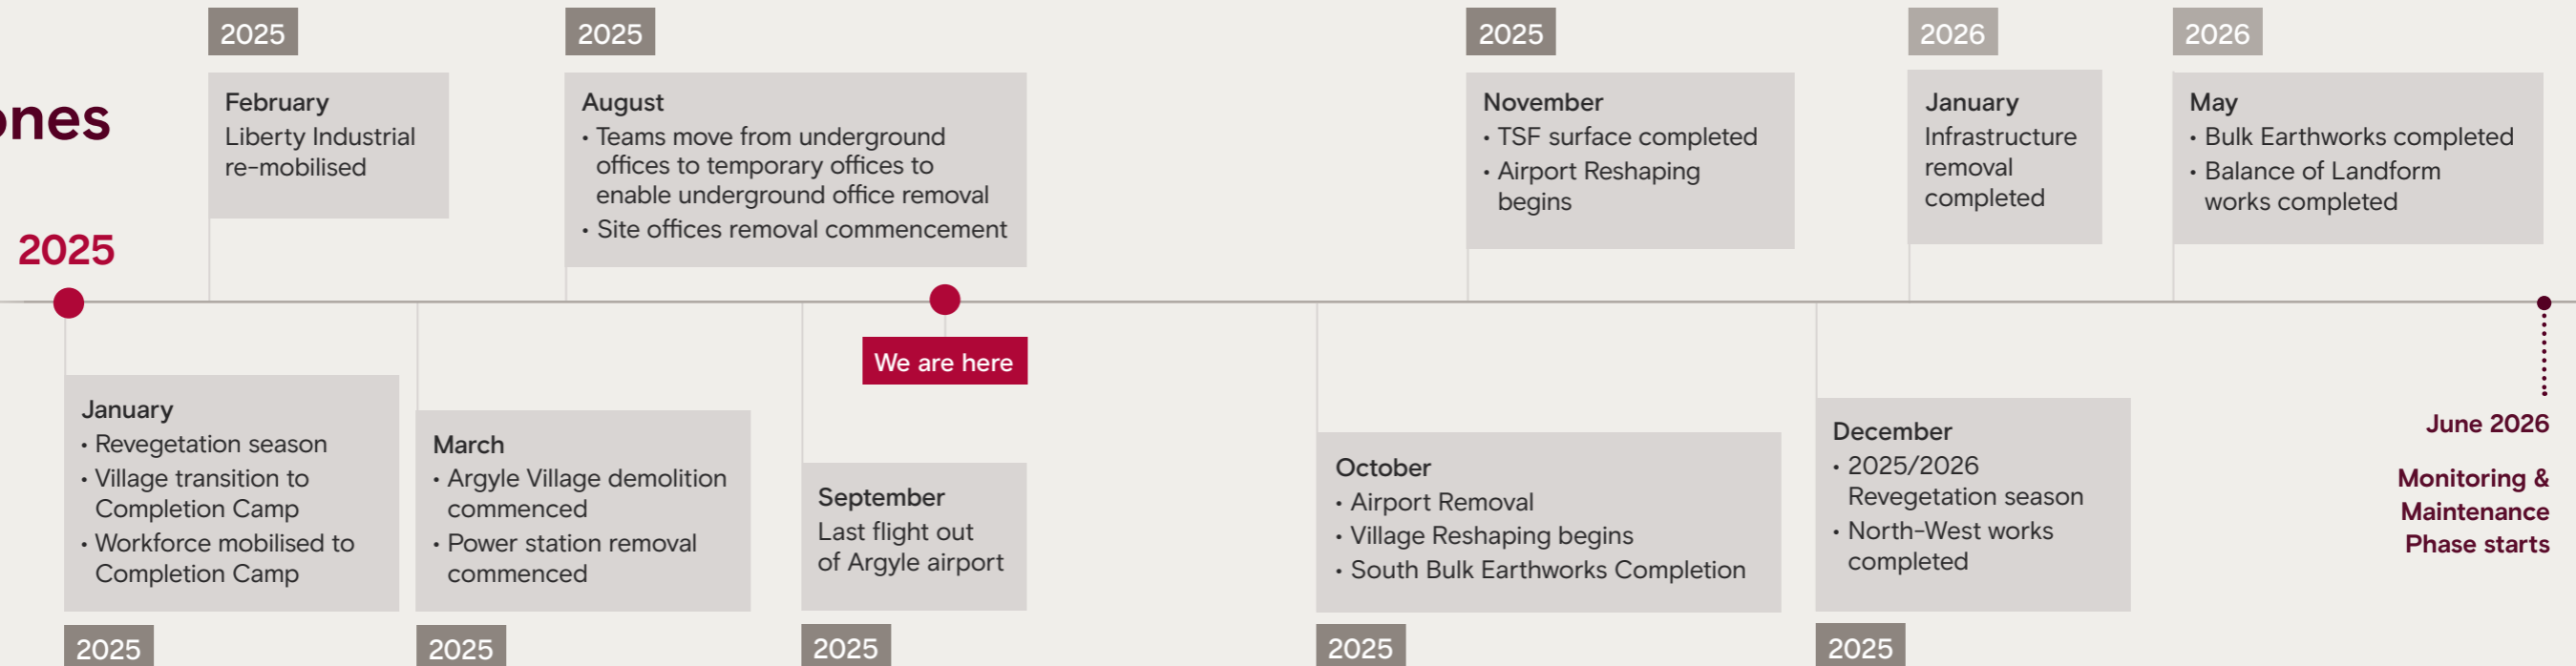 ones
2025
2025
February
Liberty Industrial
re-mobilised
2025
August
• Teams move from underground
offices to temporary offices to
enable underground office removal
• Site offices removal commencement
2025
November
• TSF surface completed
• Airport Reshaping
begins
2026
January
Infrastructure
removal
completed
2026
May
• Bulk Earthworks completed
• Balance of Landform
works completed
We are here
January
• Revegetation season
• Village transition to
Completion Camp
• Workforce mobilised to
Completion Camp
2025
March
• Argyle Village demolition
commenced
• Power station removal
commenced
2025
September
Last flight out
of Argyle airport
2025
October
• Airport Removal
• Village Reshaping begins
• South Bulk Earthworks Completion
2025
December
• 2025/2026
Revegetation season
• North-West works
completed
2025
June 2026
Monitoring &
Maintenance
Phase starts